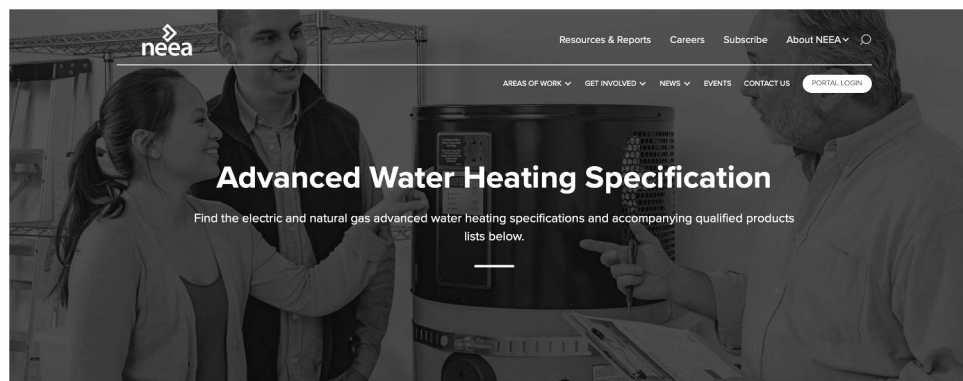 neea
Resources & Reports Careers Subscribe About NEEA
AREAS OF WORK GET INVOLVED NEWS EVENTS CONTACT US PORTAL LOGIN
Advanced Water Heating Specification
Find the electric and natural gas advanced water heating specifications and accompanying qualified products
lists below.